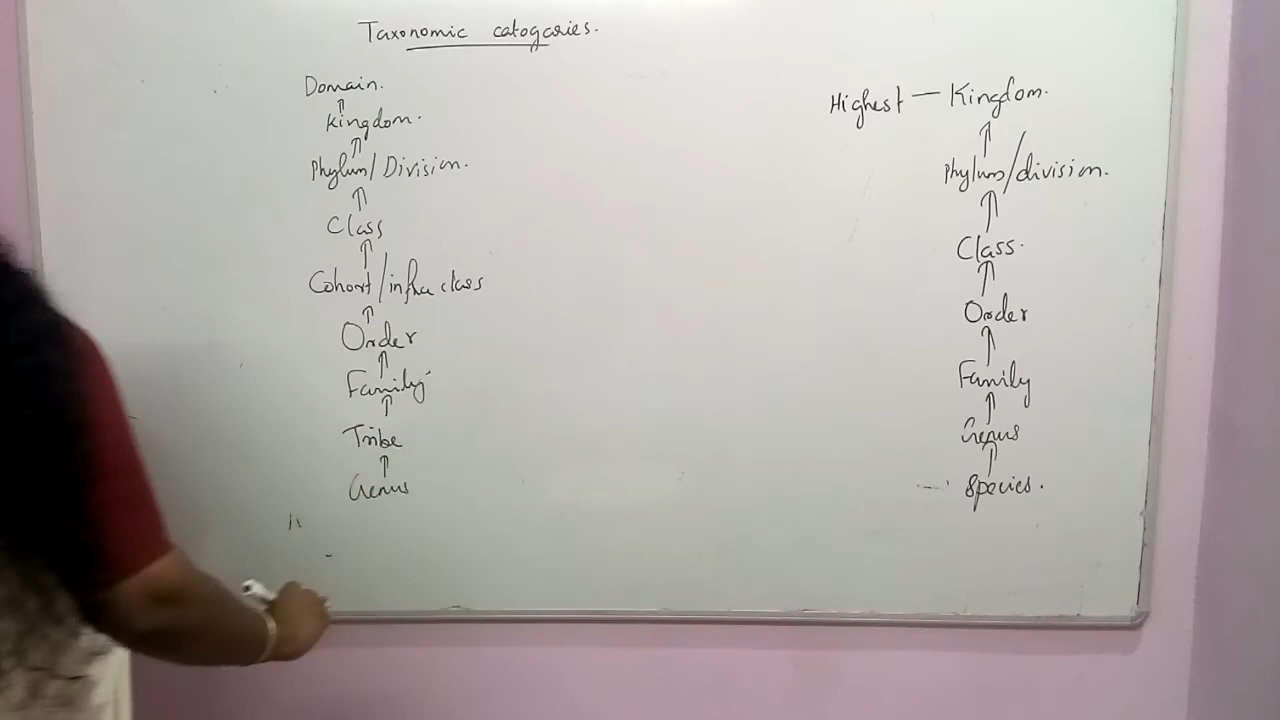 Taxonomic catogories.
Domain.
Kingdom.
Phylum/Division.
Class
Cohort/infra class
Order
Family
Tribe
Genus
Highest — Kingdom.
Phylum/division.
Class.
Order
Family
Genus
Species.